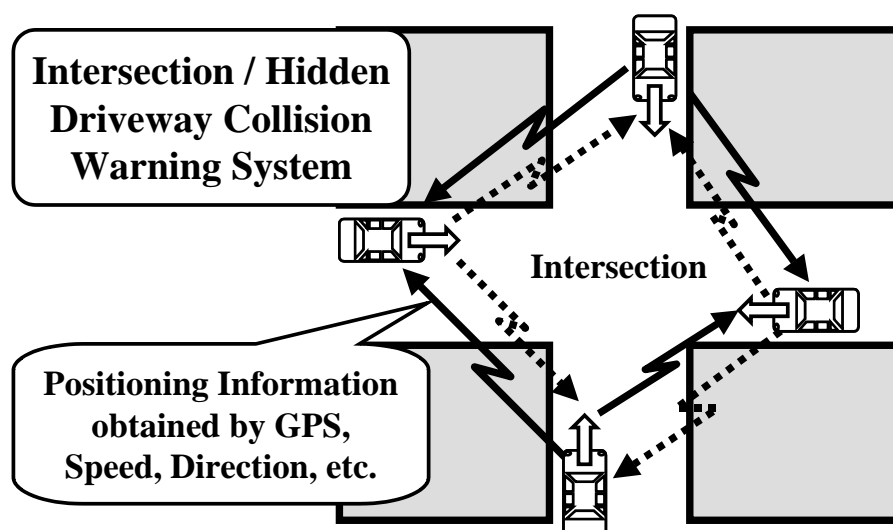 Intersection / Hidden
Driveway Collision
Warning System
Intersection
Positioning Information
obtained by GPS,
Speed, Direction, etc.